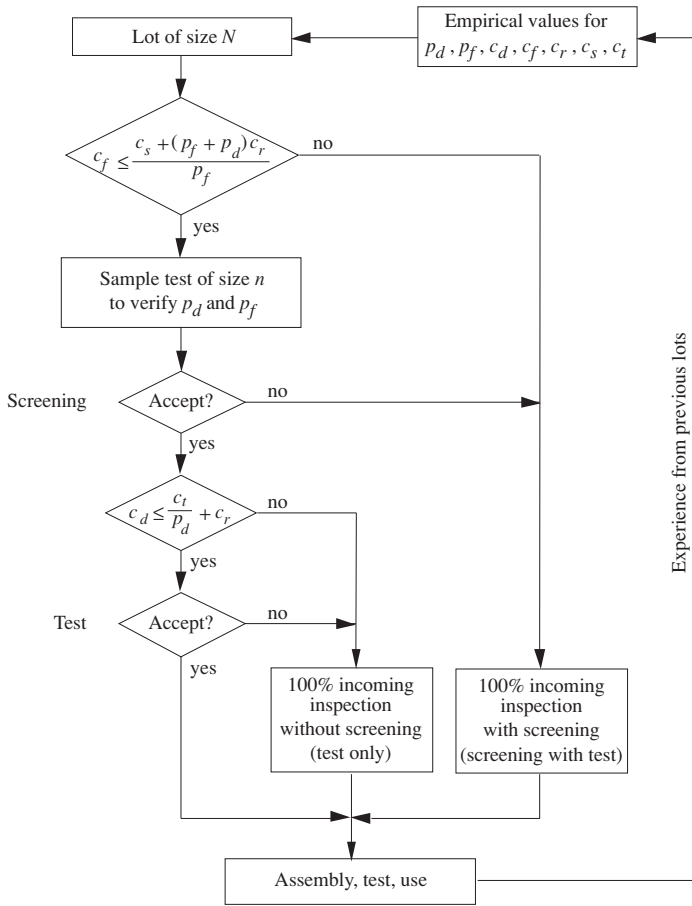 Lot of size N
Empirical values for
p_d , p_f , c_d , c_f , c_r , c_s , c_t
c_f ≤ (c_s + (p_f + p_d) c_r) / p_f
no
yes
Sample test of size n
to verify p_d and p_f
Screening
Accept?
no
yes
c_d ≤ c_t / p_d + c_r
no
yes
Test
Accept?
no
yes
100% incoming
inspection
without screening
(test only)
100% incoming
inspection
with screening
(screening with test)
Assembly, test, use
Experience from previous lots